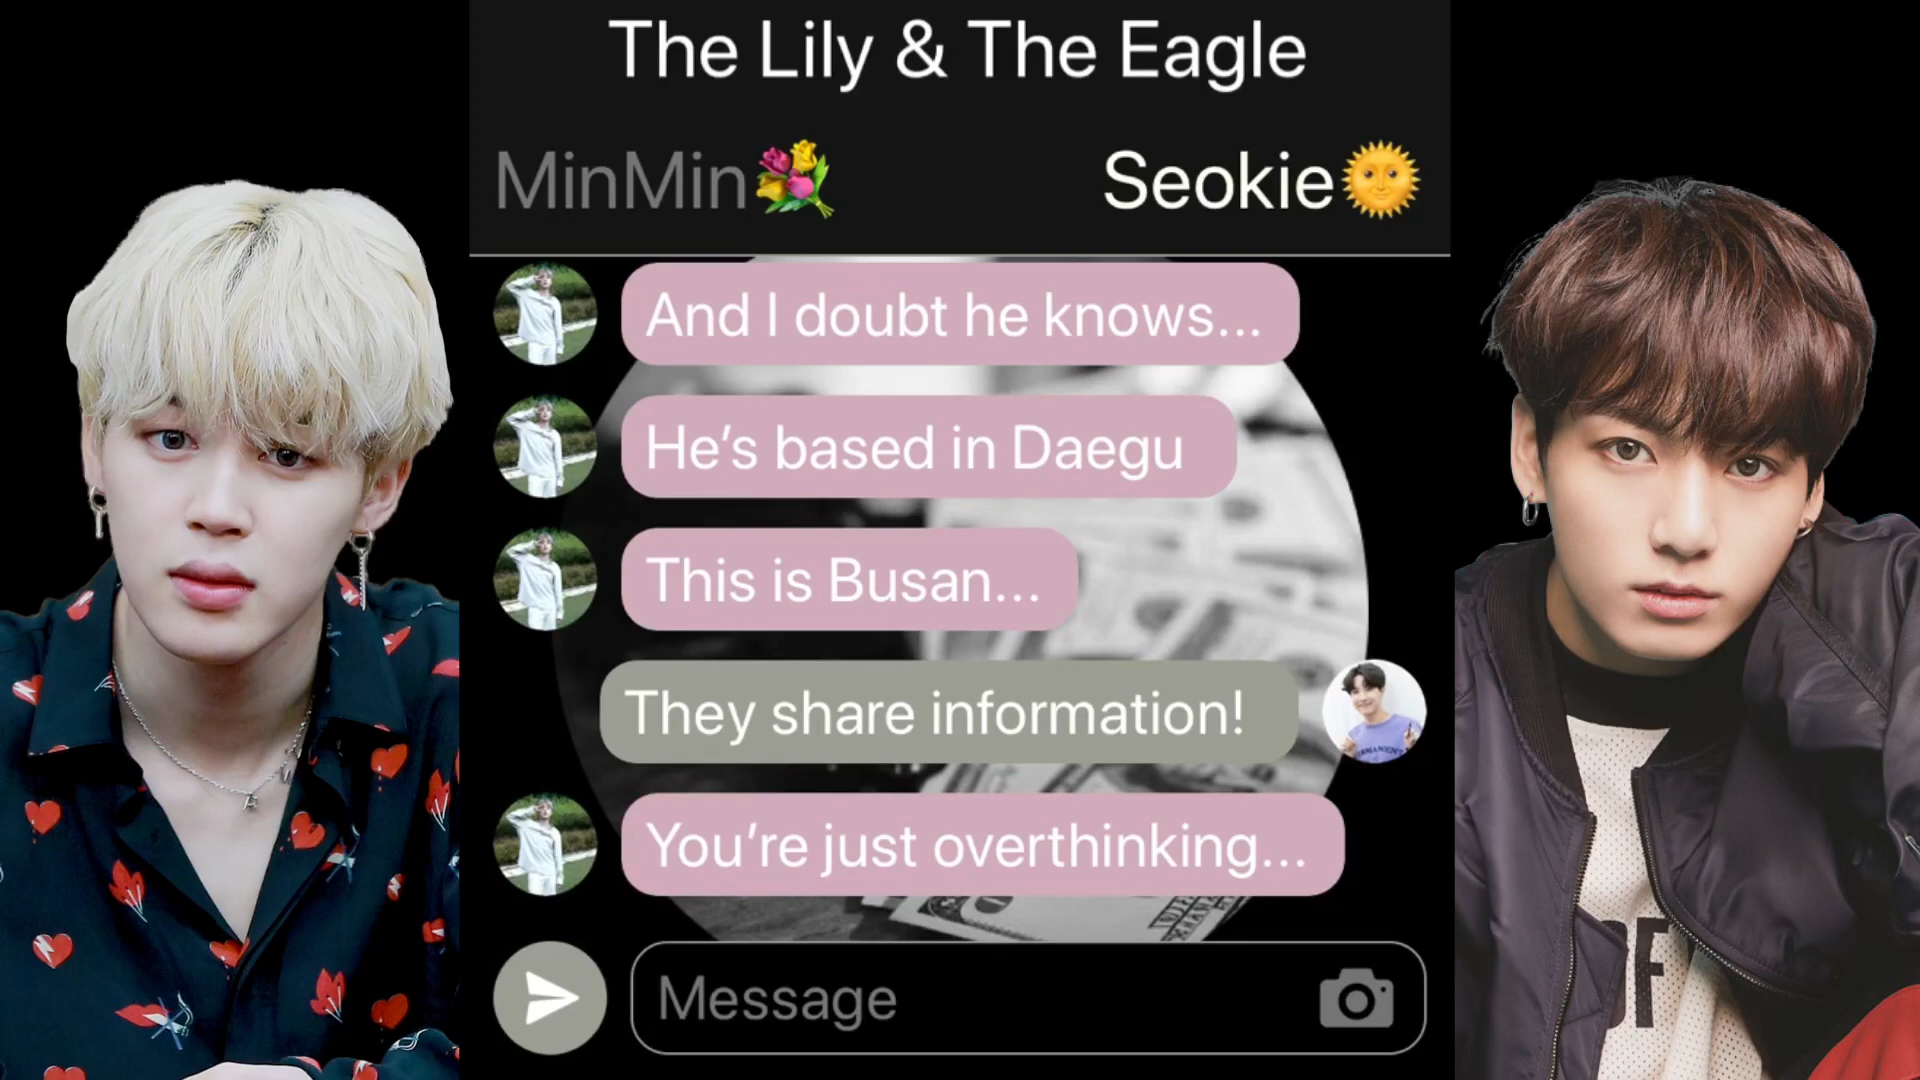 The Lily & The Eagle
MinMin💐 Seokie🌞
And I doubt he knows...
He’s based in Daegu
This is Busan...
They share information!
You’re just overthinking...
Message
OF